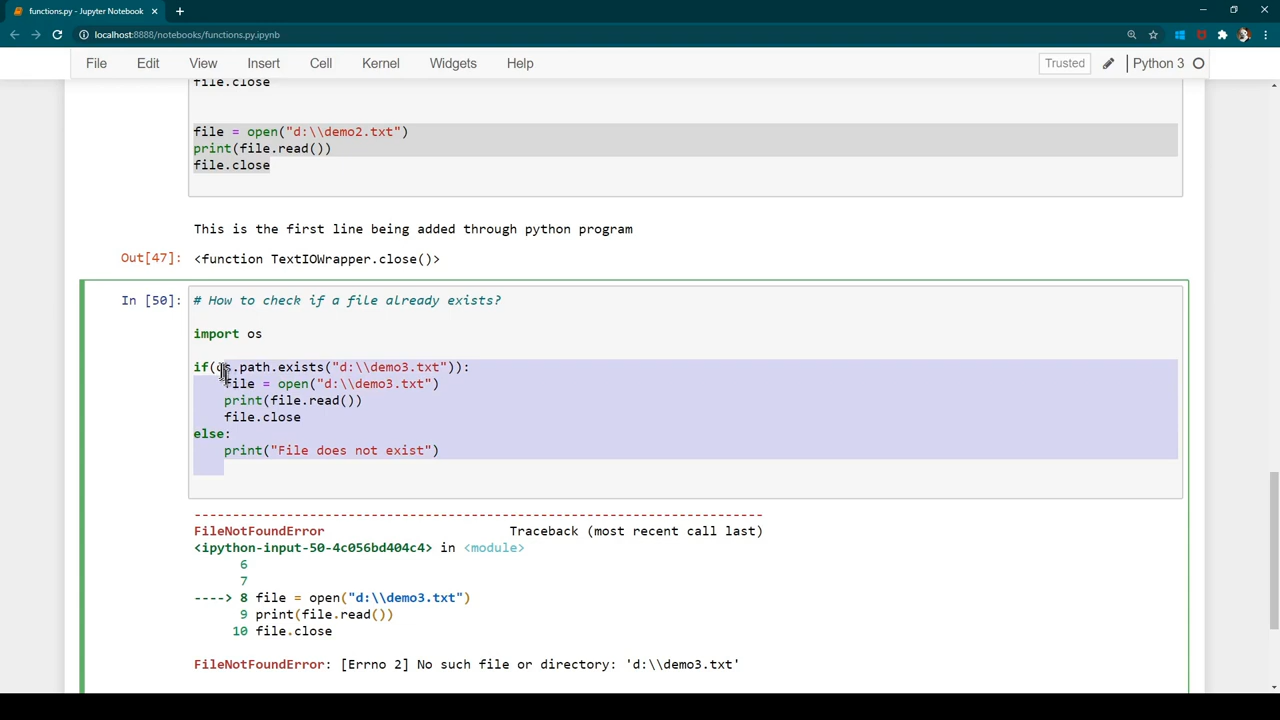 functions.py - Jupyter Notebook
localhost:8888/notebooks/functions.py.ipynb
File Edit View Insert Cell Kernel Widgets Help Trusted Python 3
file.close
file = open("d:\\demo2.txt")
print(file.read())
file.close
This is the first line being added through python program
Out[47]: <function TextIOWrapper.close()>
In [50]: # How to check if a file already exists?
import os
if(os.path.exists("d:\\demo3.txt")):
file = open("d:\\demo3.txt")
print(file.read())
file.close
else:
print("File does not exist")
---------------------------------------------------------------------------
FileNotFoundError Traceback (most recent call last)
<ipython-input-50-4c056bd404c4> in <module>
6
7
----> 8 file = open("d:\\demo3.txt")
9 print(file.read())
10 file.close
FileNotFoundError: [Errno 2] No such file or directory: 'd:\\demo3.txt'